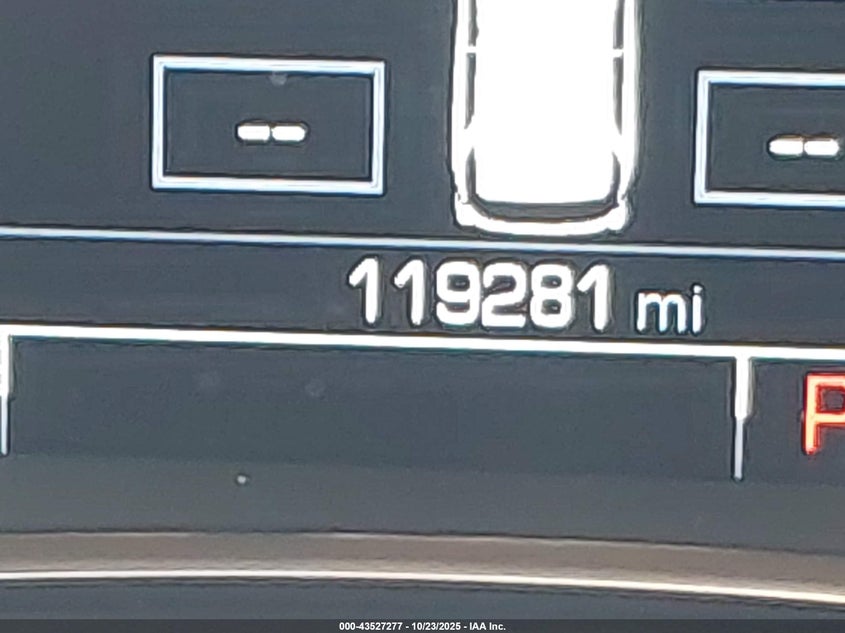 -- --
119281 mi
P
000-43527277 - 10/23/2025 - IAA Inc.